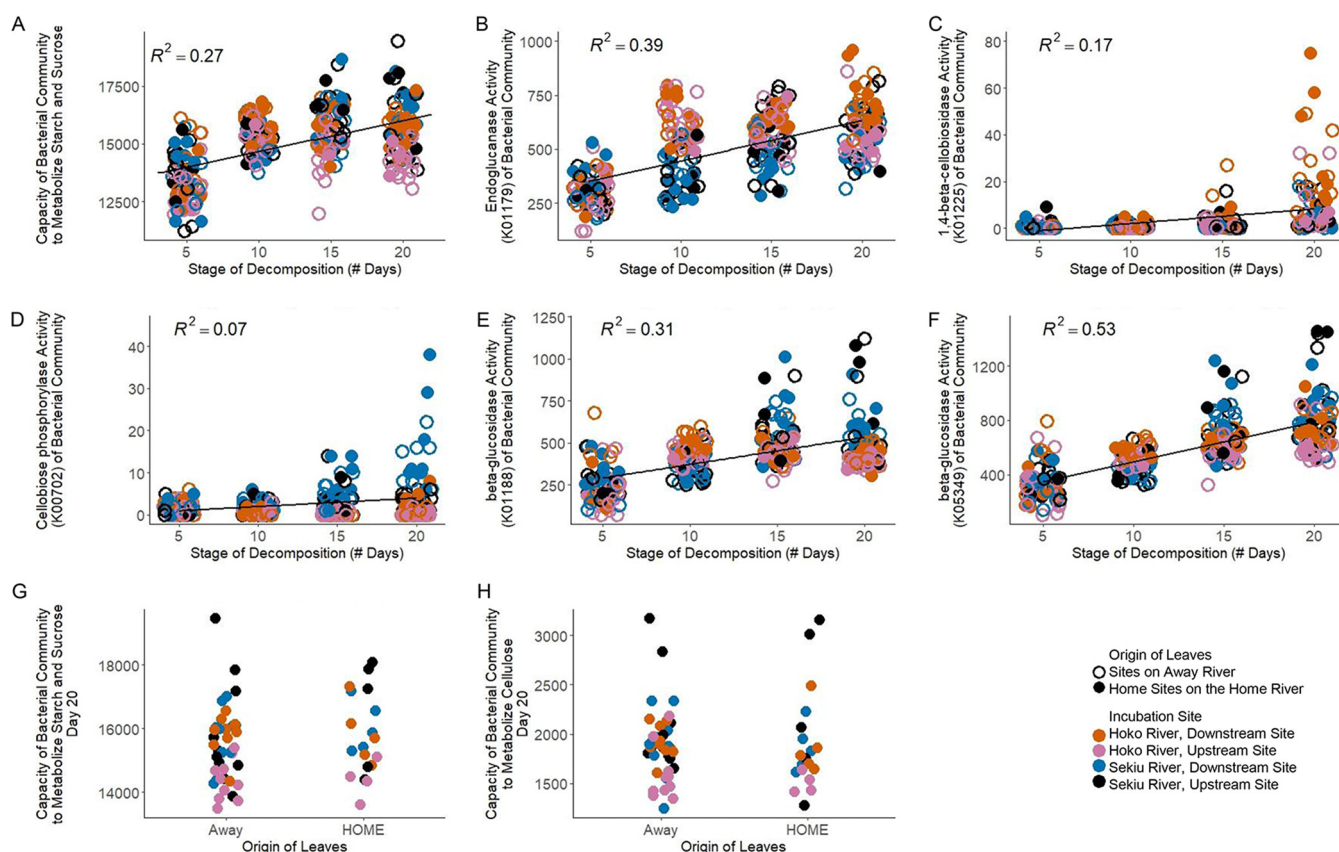 A
Capacity of Bacterial Community
to Metabolize Starch and Sucrose
R² = 0.27
17500
15000
12500
5 10 15 20
Stage of Decomposition (# Days)
B
Endoglucanase Activity
(K01179) of Bacterial Community
R² = 0.39
1000
750
500
250
5 10 15 20
Stage of Decomposition (# Days)
C
1,4-beta-cellobiosidase Activity
(K01225) of Bacterial Community
R² = 0.17
80
60
40
20
0
5 10 15 20
Stage of Decomposition (# Days)
D
Cellobiose phosphorylase Activity
(K00702) of Bacterial Community
R² = 0.07
40
30
20
10
0
5 10 15 20
Stage of Decomposition (# Days)
E
beta-glucosidase Activity
(K01188) of Bacterial Community
R² = 0.31
1250
1000
750
500
250
5 10 15 20
Stage of Decomposition (# Days)
F
beta-glucosidase Activity
(K05349) of Bacterial Community
R² = 0.53
1200
800
400
5 10 15 20
Stage of Decomposition (# Days)
G
Capacity of Bacterial Community
to Metabolize Starch and Sucrose
Day 20
18000
16000
14000
Away HOME
Origin of Leaves
H
Capacity of Bacterial Community
to Metabolize Cellulose
Day 20
3000
2500
2000
1500
Away HOME
Origin of Leaves
Origin of Leaves
Sites on Away River
Home Sites on the Home River
Incubation Site
Hoko River, Downstream Site
Hoko River, Upstream Site
Sekiu River, Downstream Site
Sekiu River, Upstream Site